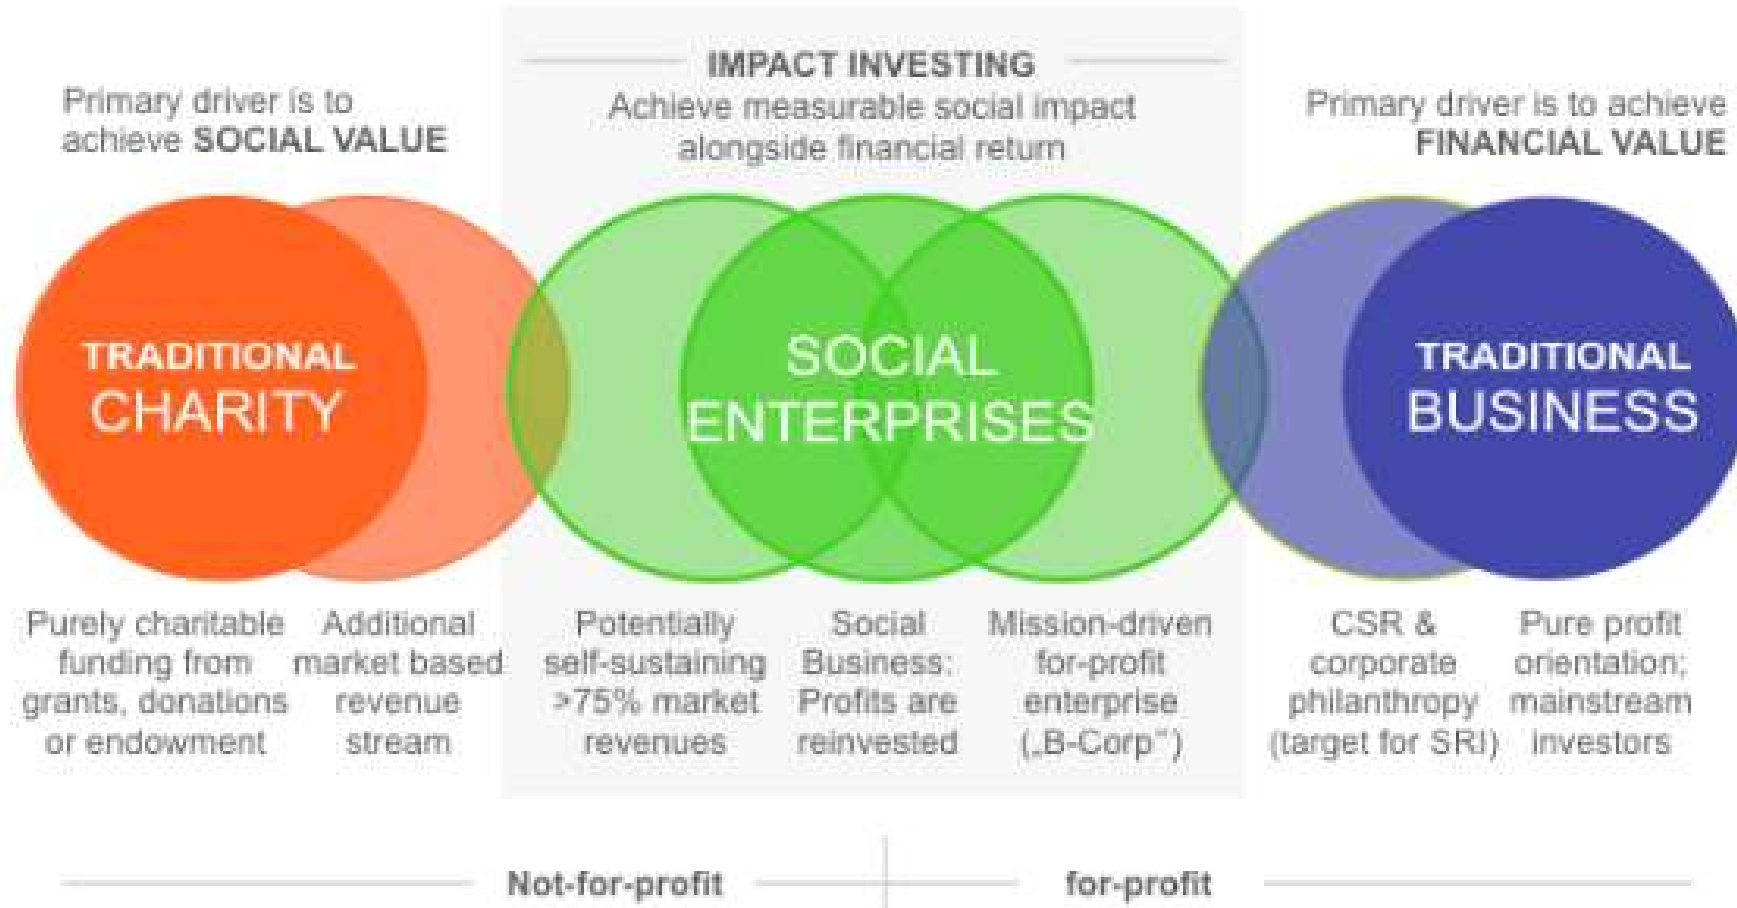 IMPACT INVESTING
Achieve measurable social impact
alongside financial return
Primary driver is to
achieve SOCIAL VALUE
Primary driver is to achieve
FINANCIAL VALUE
TRADITIONAL
CHARITY
SOCIAL
ENTERPRISES
TRADITIONAL
BUSINESS
Purely charitable
funding from
grants, donations
or endowment
Additional
market based
revenue
stream
Potentially
self-sustaining
>75% market
revenues
Social
Business:
Profits are
reinvested
Mission-driven
for-profit
enterprise
(„B-Corp“)
CSR &
corporate
philanthropy
(target for SRI)
Pure profit
orientation;
mainstream
investors
Not-for-profit
for-profit